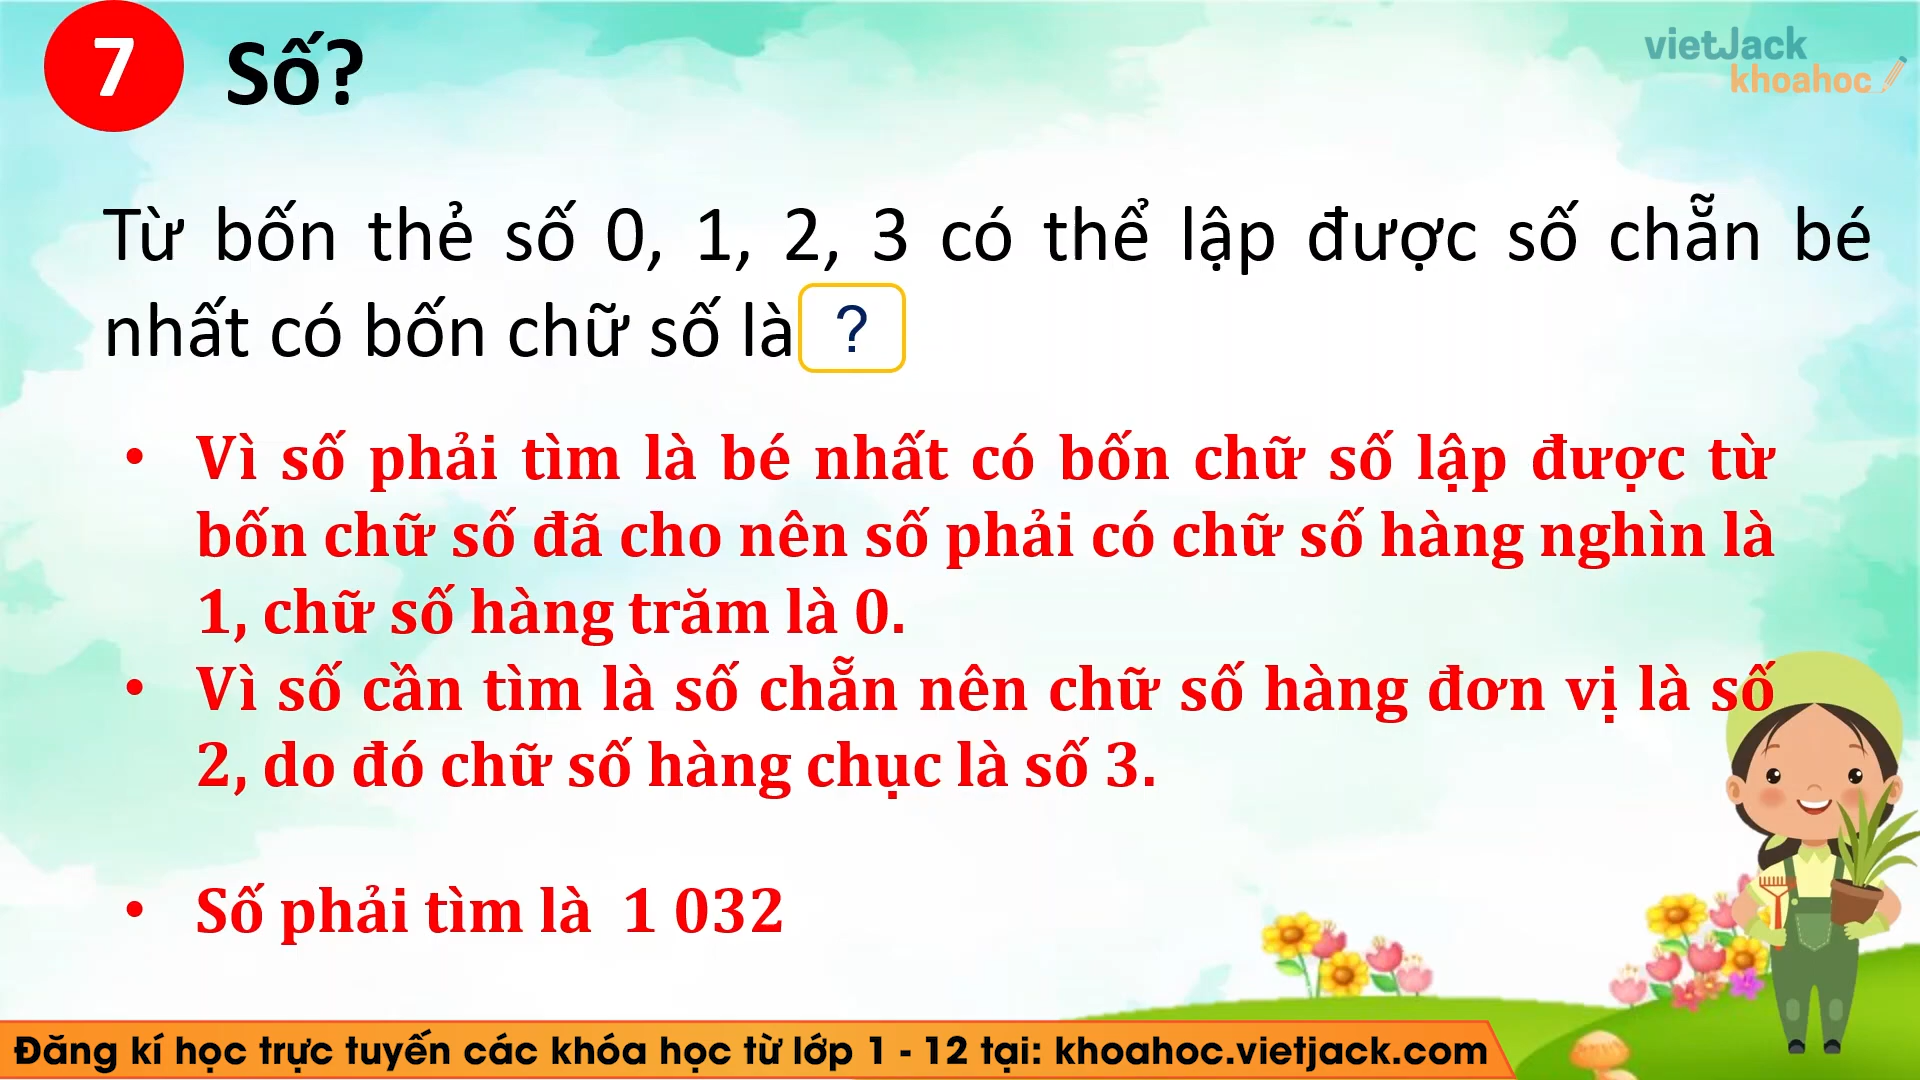 7 Số?
vietJack
khoahoc
Từ bốn thẻ số 0, 1, 2, 3 có thể lập được số chẵn bé
nhất có bốn chữ số là ?
• Vì số phải tìm là bé nhất có bốn chữ số lập được từ
bốn chữ số đã cho nên số phải có chữ số hàng nghìn là
1, chữ số hàng trăm là 0.
• Vì số cần tìm là số chẵn nên chữ số hàng đơn vị là số
2, do đó chữ số hàng chục là số 3.
• Số phải tìm là 1 032
Đăng kí học trực tuyến các khóa học từ lớp 1 - 12 tại: khoahoc.vietjack.com